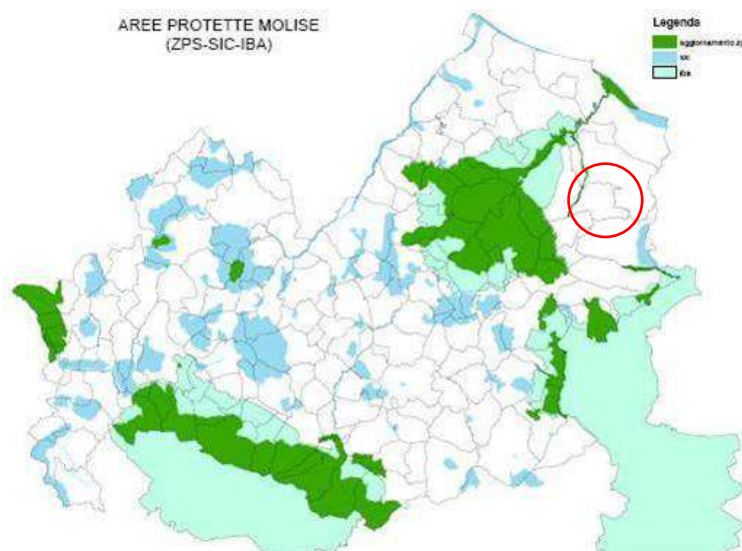 AREE PROTETTE MOLISE
(ZPS-SIC-IBA)
Legenda
aggiornamento
sic
iba